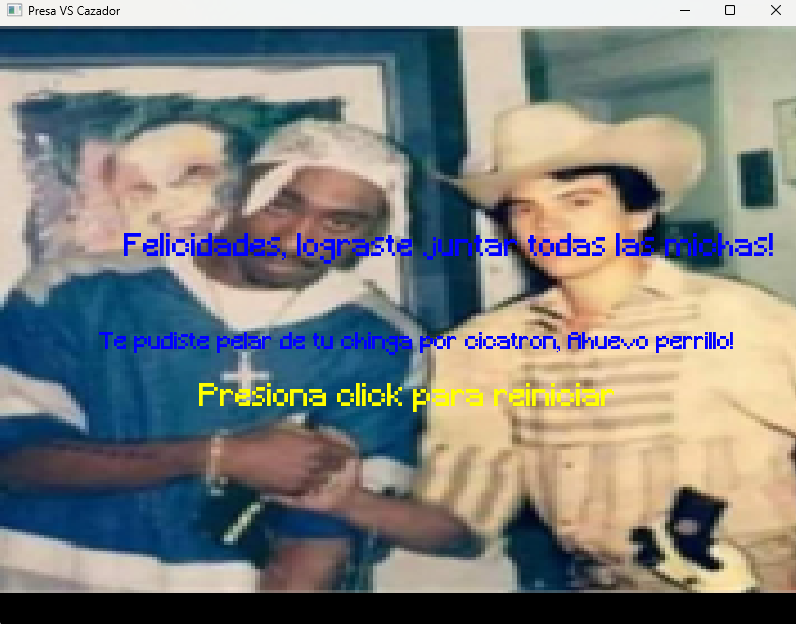 Presa VS Cazador
Felicidades, lograste juntar todas las michas!
Te pudiste pelar de tu chinga por cicatron, Ahuevo perrillo!
Presiona click para reiniciar